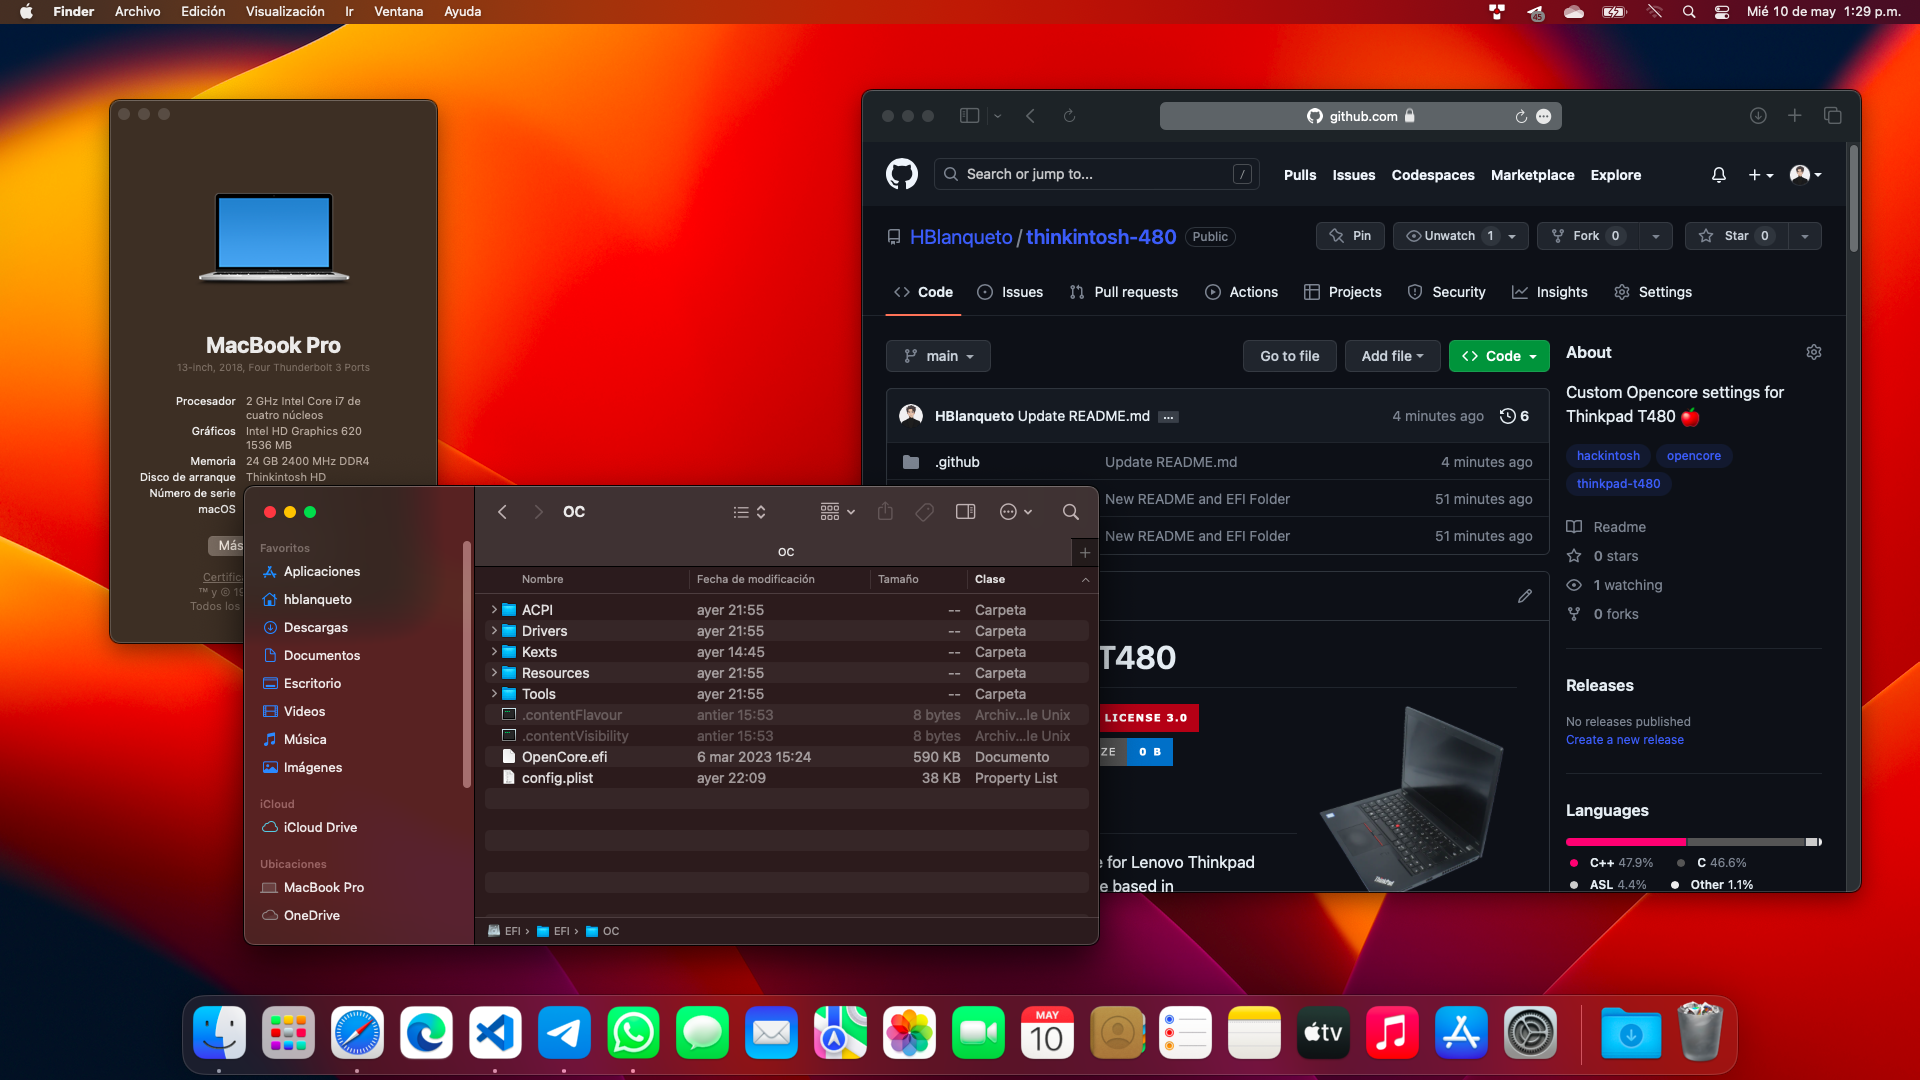 Finder Archivo Edición Visualización Ir Ventana Ayuda
45
Mié 10 de may 1:29 p.m.
MacBook Pro
13-inch, 2018, Four Thunderbolt 3 Ports
Procesador 2 GHz Intel Core i7 de cuatro núcleos
Gráficos Intel HD Graphics 620 1536 MB
Memoria 24 GB 2400 MHz DDR4
Disco de arranque Thinkintosh HD
Número de serie
macOS
Más
™ y © 19
Todos los
github.com
Search or jump to... /
Pulls Issues Codespaces Marketplace Explore
HBlanqueto / thinkintosh-480 Public
Pin Unwatch 1 Fork 0 Star 0
Code Issues Pull requests Actions Projects Security Insights Settings
main Go to file Add file <> Code
HBlanqueto Update README.md ... 4 minutes ago 6
.github Update README.md 4 minutes ago
New README and EFI Folder 51 minutes ago
New README and EFI Folder 51 minutes ago
T480
LICENSE 3.0
ZE 0 B
e for Lenovo Thinkpad
e based in
ThinkPad
About
Custom Opencore settings for
Thinkpad T480
hackintosh opencore
thinkpad-t480
Readme
0 stars
1 watching
0 forks
Releases
No releases published
Create a new release
Languages
C++ 47.9% C 46.6%
ASL 4.4% Other 1.1%
Favoritos
Aplicaciones
hblanqueto
Descargas
Documentos
Escritorio
Videos
Música
Imágenes
iCloud
iCloud Drive
Ubicaciones
MacBook Pro
OneDrive
OC
OC
Nombre Fecha de modificación Tamaño Clase
ACPI ayer 21:55 -- Carpeta
Drivers ayer 21:55 -- Carpeta
Kexts ayer 14:45 -- Carpeta
Resources ayer 21:55 -- Carpeta
Tools ayer 21:55 -- Carpeta
.contentFlavour antier 15:53 8 bytes Archiv...le Unix
.contentVisibility antier 15:53 8 bytes Archiv...le Unix
OpenCore.efi 6 mar 2023 15:24 590 KB Documento
config.plist ayer 22:09 38 KB Property List
EFI › EFI › OC
MAY
10
tv